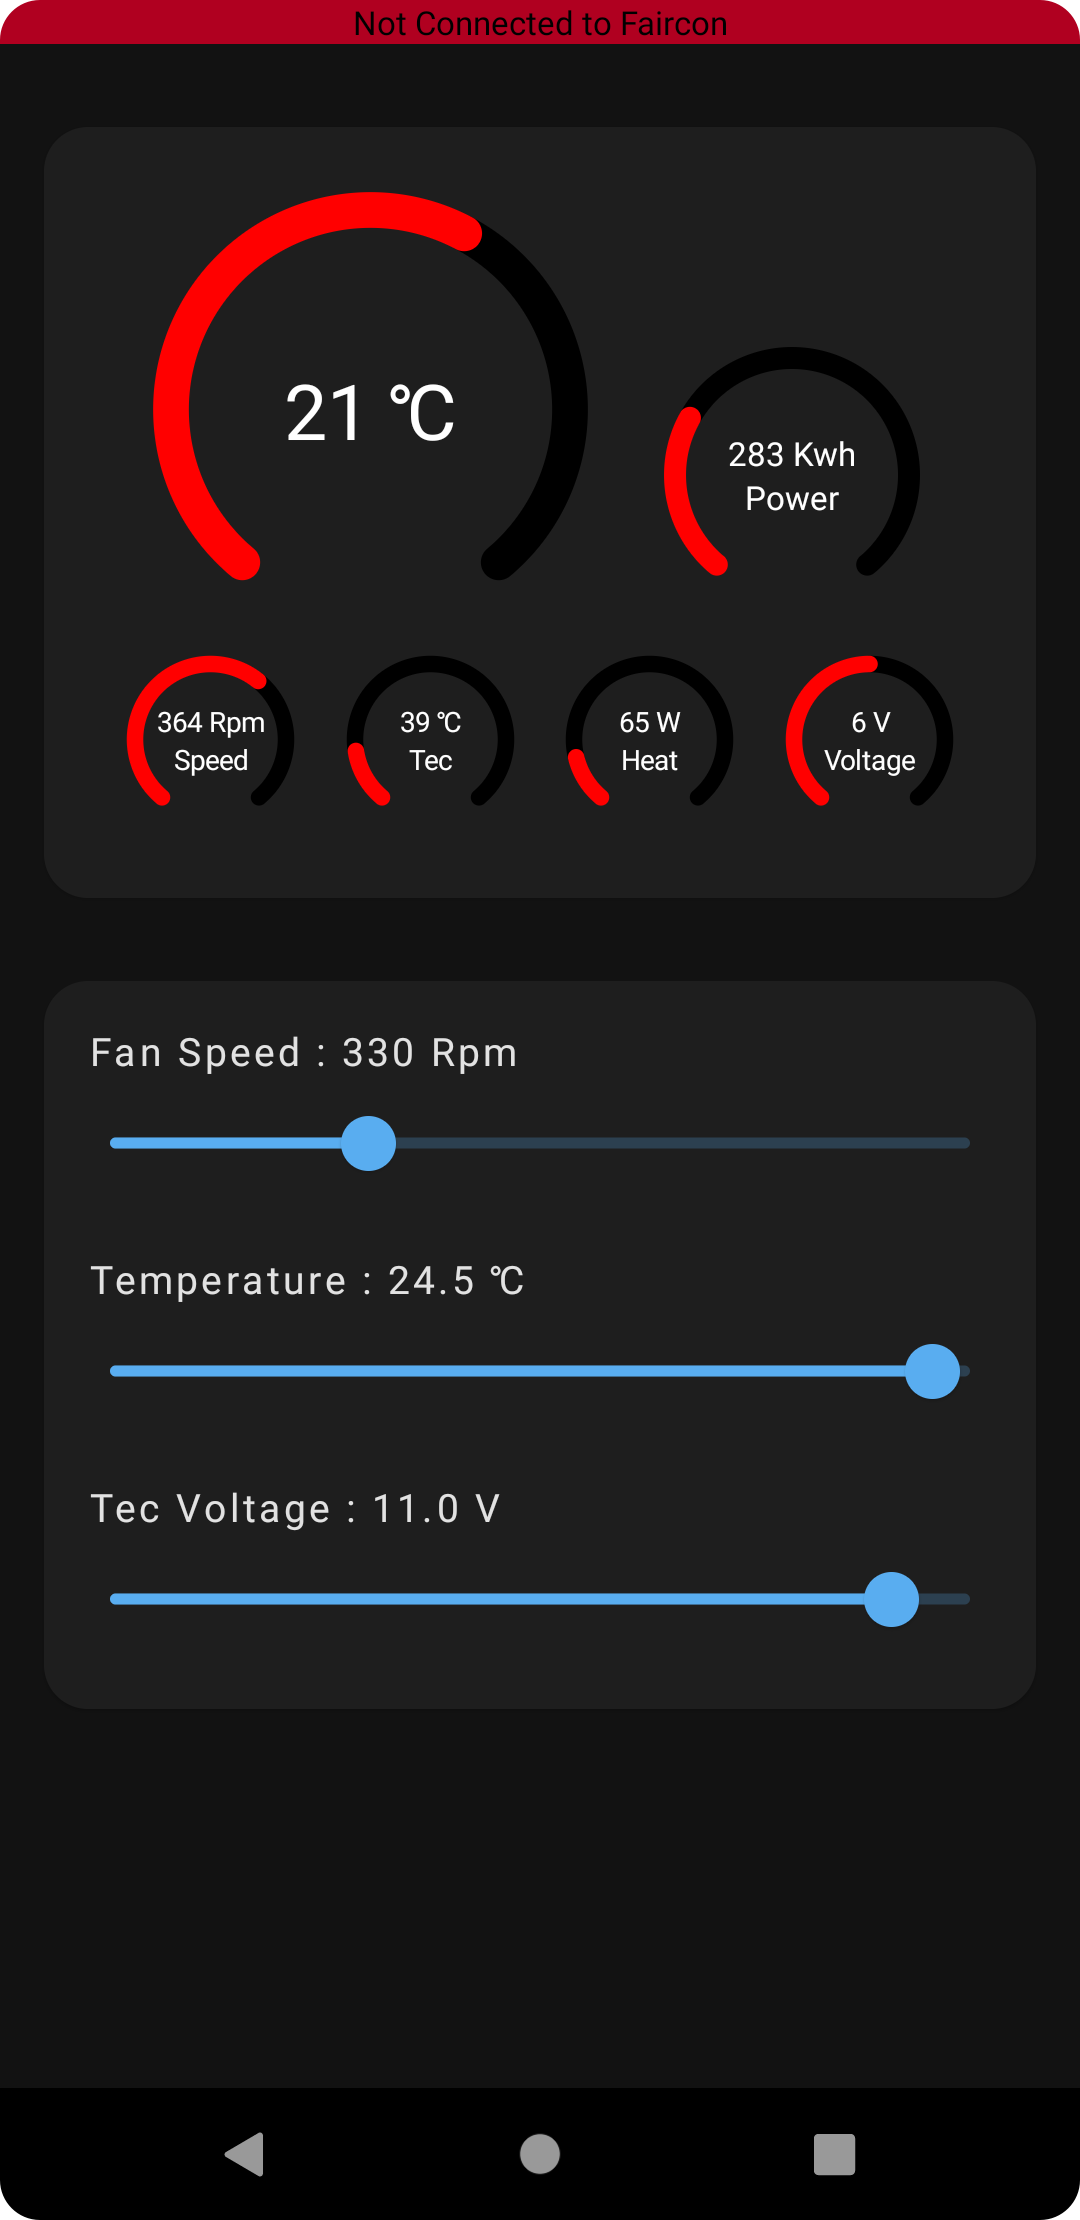 Not Connected to Faircon
21 ℃
283 Kwh
Power
364 Rpm
Speed
39 ℃
Tec
65 W
Heat
6 V
Voltage
Fan Speed : 330 Rpm
Temperature : 24.5 ℃
Tec Voltage : 11.0 V